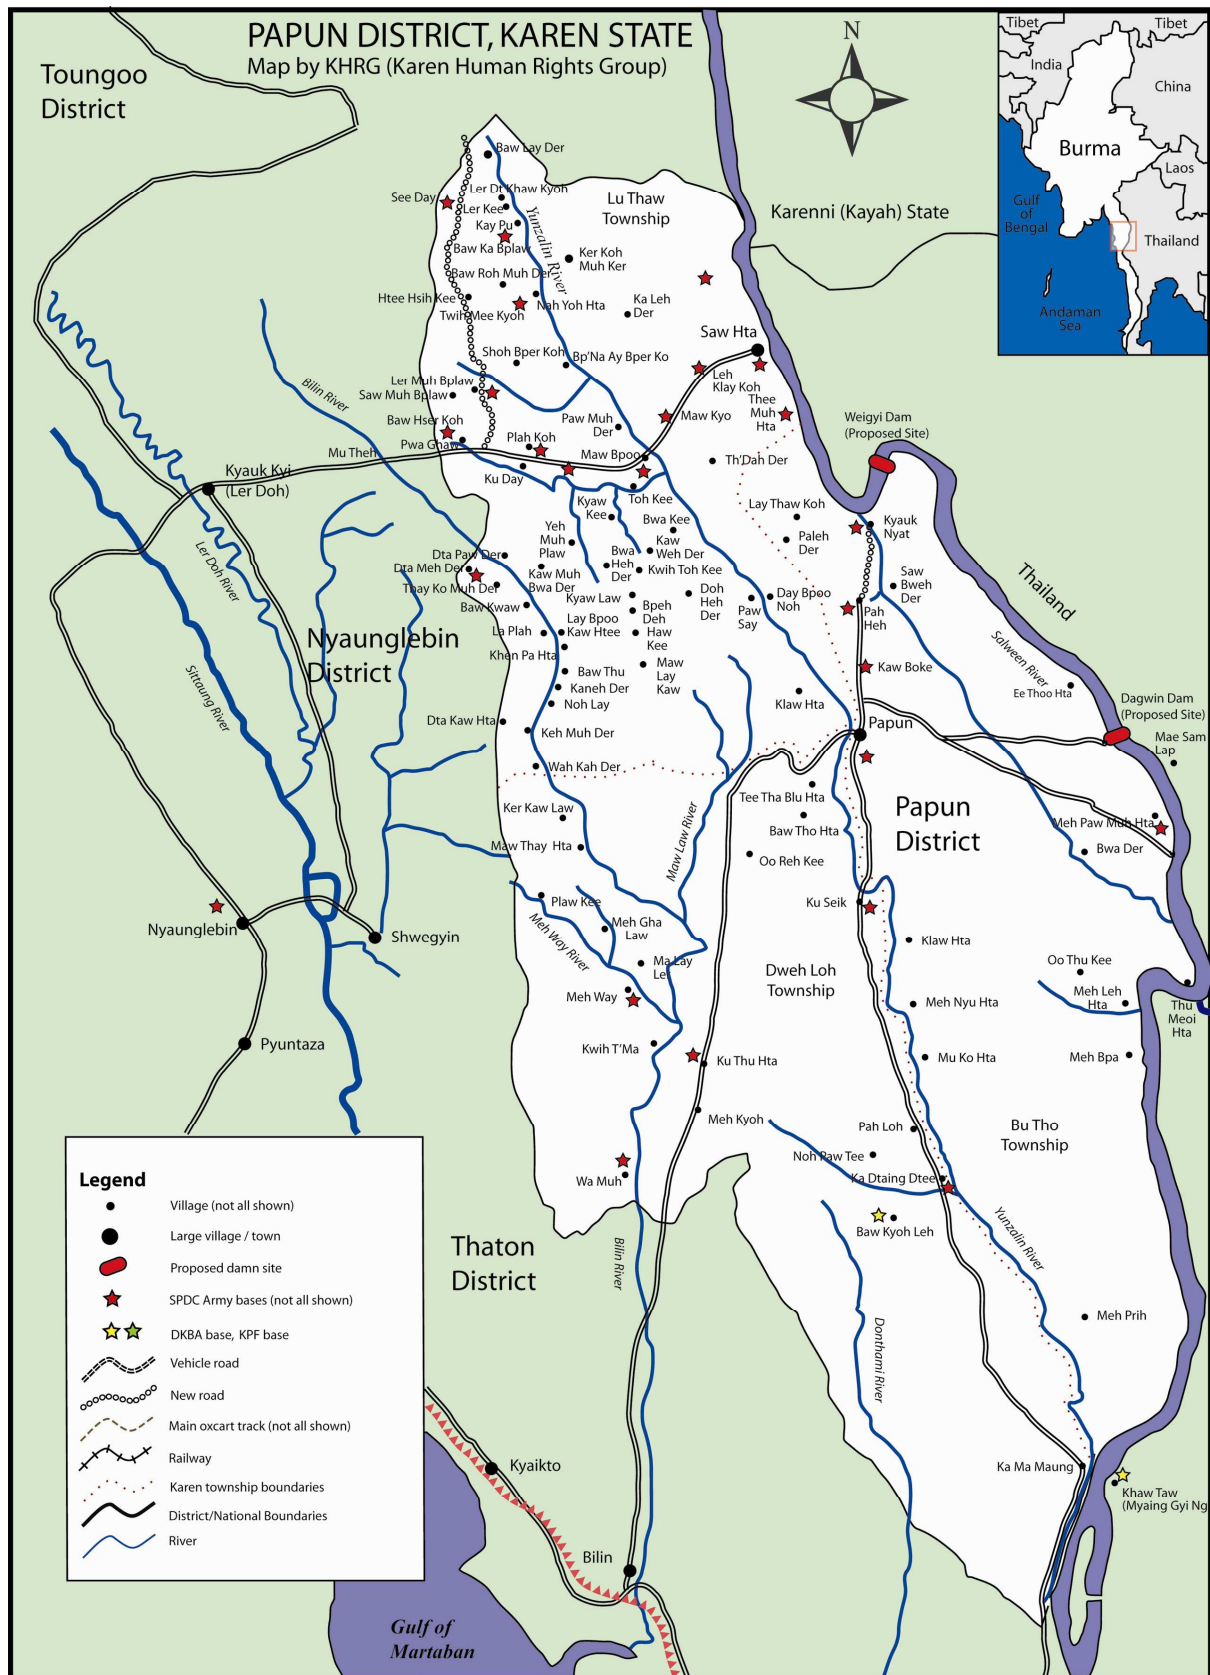 PAPUN DISTRICT, KAREN STATE
Map by KHRG (Karen Human Rights Group)
Toungoo
District
N
Tibet
Tibet
India
China
Burma
Laos
Gulf
of
Bengal
Thailand
Andaman
Sea
Karenni (Kayah) State
Lu Thaw
Township
Baw Lay Der
See Day
Ler Dt Khaw Kyoh
Ler Kee
Kay Pu
Yunzalin River
Baw Ka Bplaw
Ker Koh
Muh Ker
Baw Roh Muh Der
Htee Hsih Kee
Nah Yoh Hta
Twih Mee Kyoh
Ka Leh
Der
Saw Hta
Shoh Bper Koh
Bp'Na Ay Bper Ko
Leh
Klay Koh
Thee
Muh
Hta
Ler Muh Bplaw
Saw Muh Bplaw
Bilin River
Baw Hser Koh
Paw Muh
Der
Maw Kyo
Weigyi Dam
(Proposed Site)
Pwa Ghaw
Plah Koh
Mu Theh
Maw Bpoo
Th'Dah Der
Kyauk Kyi
(Ler Doh)
Ku Day
Toh Kee
Kyaw
Kee
Lay Thaw Koh
Kyauk
Nyat
Yeh
Muh
Plaw
Bwa Kee
Kaw
Weh Der
Paleh
Der
Ler Doh River
Dta Paw Der
Dta Meh Der
Thay Ko Muh Der
Kaw Muh
Bwa Der
Bwa
Heh
Der
Kwih Toh Kee
Thailand
Saw
Bweh
Der
Baw Kwaw
Kyaw Law
Doh
Heh
Der
Paw
Say
Day Bpoo
Noh
Bpeh
Deh
Pah
Heh
Nyaunglebin
District
La Plah
Lay Bpoo
Kaw Htee
Haw
Kee
Khen Pa Hta
Salween River
Baw Thu
Maw
Lay
Kaw
Kaw Boke
Kaneh Der
Ee Thoo Hta
Sittaung River
Noh Lay
Klaw Hta
Dagwin Dam
(Proposed Site)
Dta Kaw Hta
Keh Muh Der
Papun
Mae Sam
Lap
Wah Kah Der
Tee Tha Blu Hta
Papun
District
Ker Kaw Law
Baw Tho Hta
Meh Paw Muh Hta
Maw Law River
Maw Thay Hta
Oo Reh Kee
Bwa Der
Plaw Kee
Ku Seik
Nyaunglebin
Shwegyin
Meh Way River
Meh Gha
Law
Klaw Hta
Ma Lay
Ler
Dweh Loh
Township
Oo Thu Kee
Meh Way
Meh Nyu Hta
Meh Leh
Hta
Thu
Meoi
Hta
Pyuntaza
Kwih T'Ma
Ku Thu Hta
Mu Ko Hta
Meh Bpa
Meh Kyoh
Pah Loh
Bu Tho
Township
Noh Paw Tee
Wa Muh
Ka Dtaing Dtee
Baw Kyoh Leh
Yunzalin River
Thaton
District
Bilin River
Donthami River
Meh Prih
Legend
Village (not all shown)
Large village / town
Proposed damn site
SPDC Army bases (not all shown)
DKBA base, KPF base
Vehicle road
New road
Main oxcart track (not all shown)
Railway
Karen township boundaries
District/National Boundaries
River
Kyaikto
Ka Ma Maung
Khaw Taw
(Myaing Gyi Ng
Bilin
Gulf of
Martaban